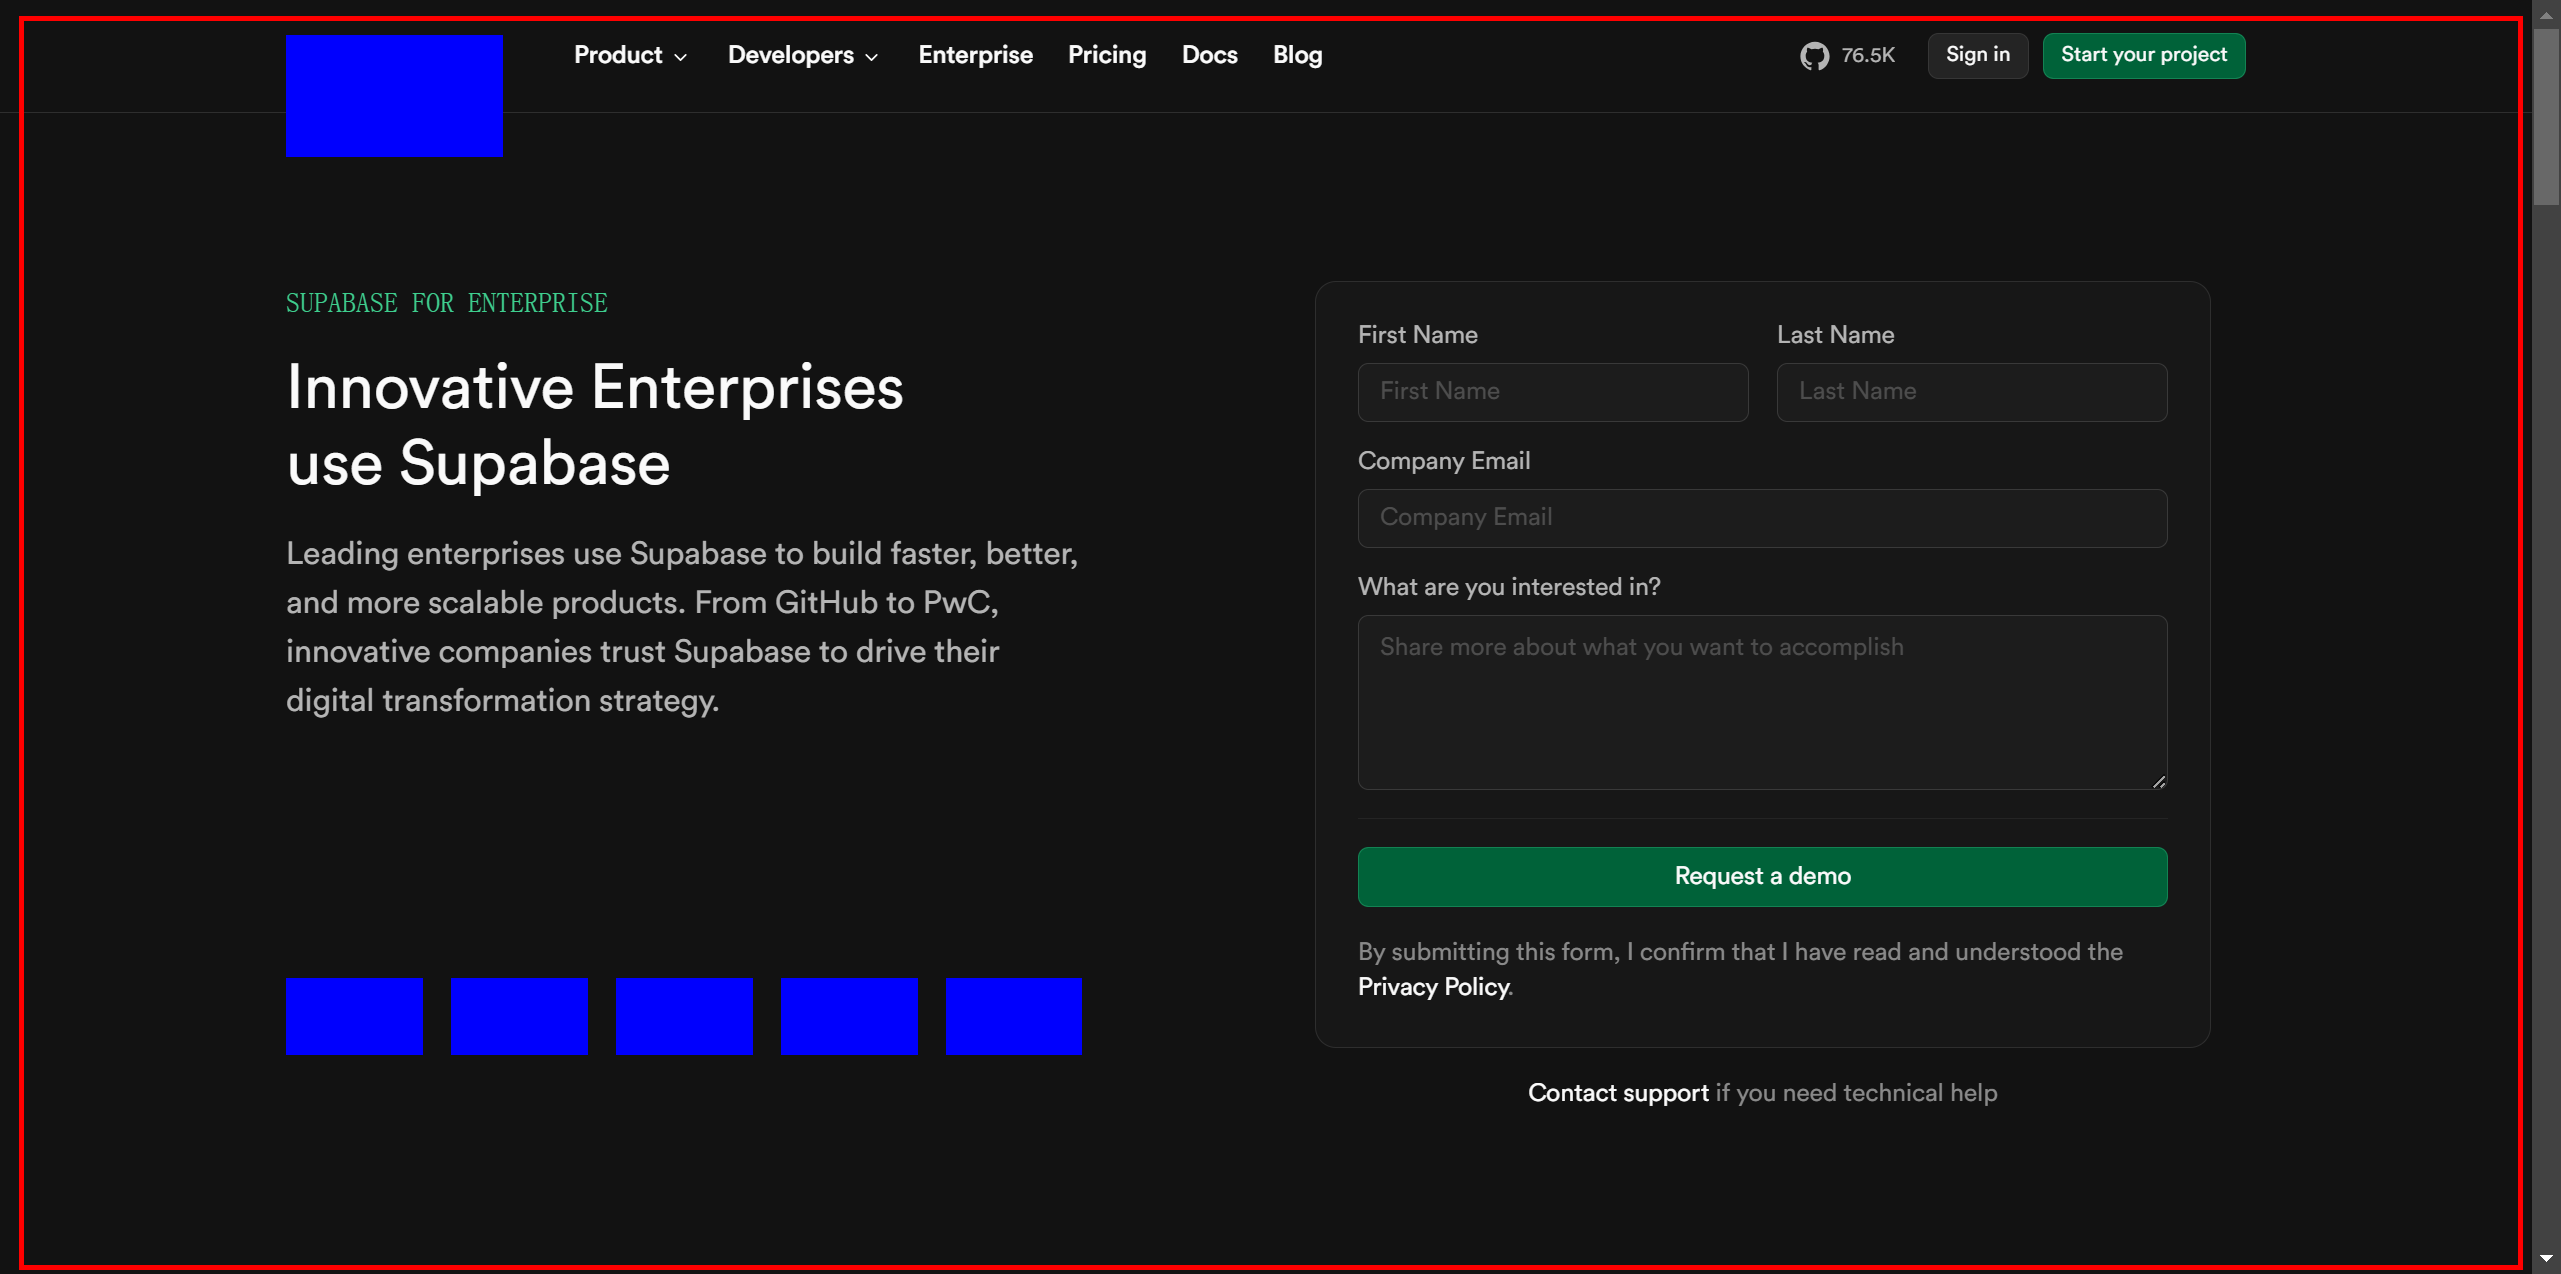 Product Developers Enterprise Pricing Docs Blog 76.5K Sign in Start your project
SUPABASE FOR ENTERPRISE
Innovative Enterprises
use Supabase
Leading enterprises use Supabase to build faster, better,
and more scalable products. From GitHub to PwC,
innovative companies trust Supabase to drive their
digital transformation strategy.
First Name Last Name
First Name Last Name
Company Email
Company Email
What are you interested in?
Share more about what you want to accomplish
Request a demo
By submitting this form, I confirm that I have read and understood the
Privacy Policy.
Contact support if you need technical help